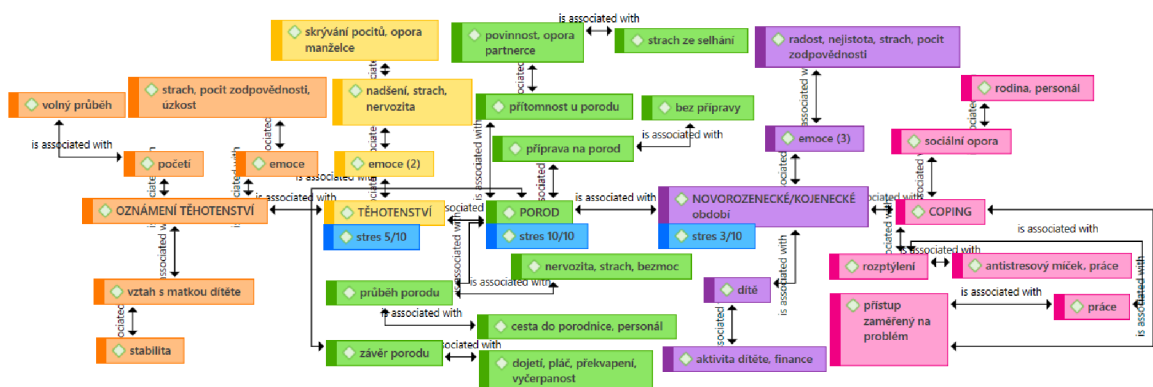 is associated with
skrývání pocitů, opora
manželce
povinnost, opora
partnerce
strach ze selhání
radost, nejistota, strach, pocit
zodpovědnosti
volný průběh
strach, pocit zodpovědnosti,
úzkost
nadšení, strach,
nervozita
přítomnost u porodu
bez přípravy
rodina, personál
is associated with
is associated with
příprava na porod
emoce (3)
sociální opora
početí
emoce
emoce (2)
OZNÁMENÍ TĚHOTENSTVÍ
is associated with
TĚHOTENSTVÍ
POROD
is associated with
NOVOROZENECKÉ/KOJENECKÉ
období
COPING
stres 5/10
stres 10/10
stres 3/10
is associated with
nervozita, strach, bezmoc
rozptýlení
antistresový míček, práce
vztah s matkou dítěte
průběh porodu
is associated with
dítě
is associated with
přístup
zaměřený na
problém
práce
cesta do porodnice, personál
is associated with
stabilita
závěr porodu
is associated with
dojetí, pláč, překvapení,
vyčerpanost
aktivita dítěte, finance
is associated with